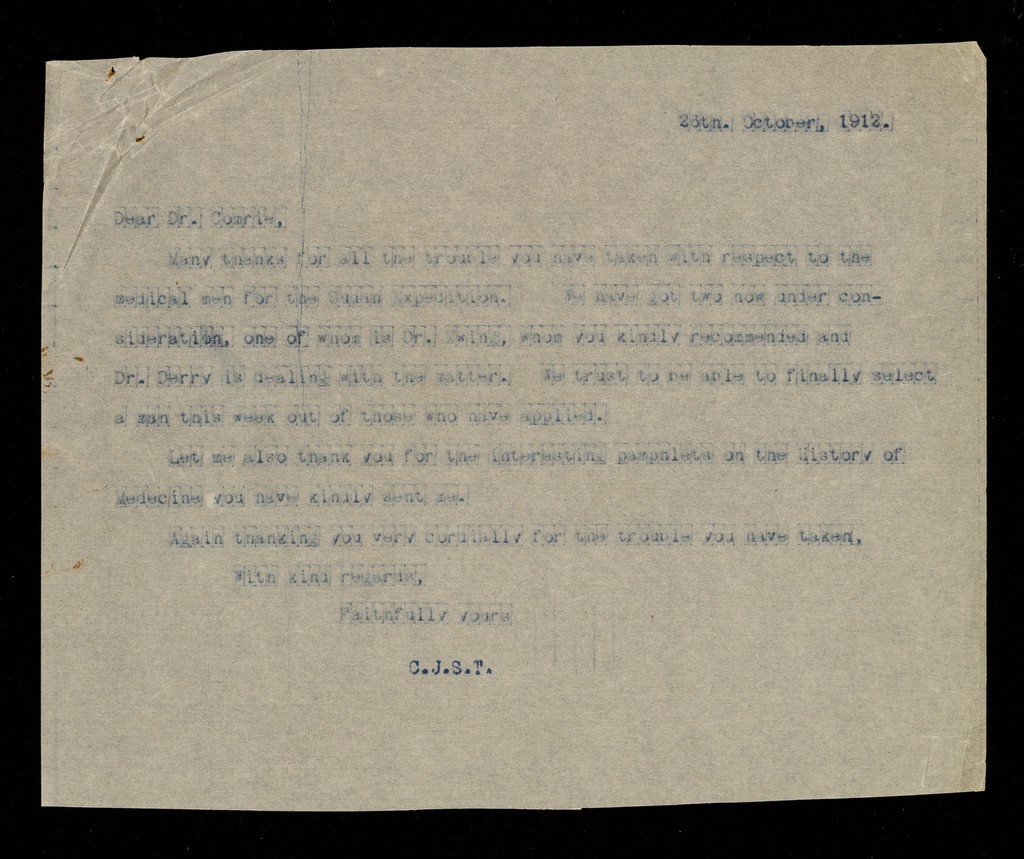 October, 1912.
Dear Dr. Comrie,
Many thanks for all the trouble you have taken with respect to the
medical men for the Sudan Expedition. We have got two now under con-
sideration, one of whom is Dr. Ewing, whom you kindly recommended and
Dr. Derry is dealing with the matter. We trust to be able to finally select
a man this week out of those who have applied.
Let me also thank you for the interesting pamphlets on the History of
Medecine you have kindly sent me.
Again thanking you very cordially for the trouble you have taken,
With kind regards,
Faithfully yours
C.J.S.T.